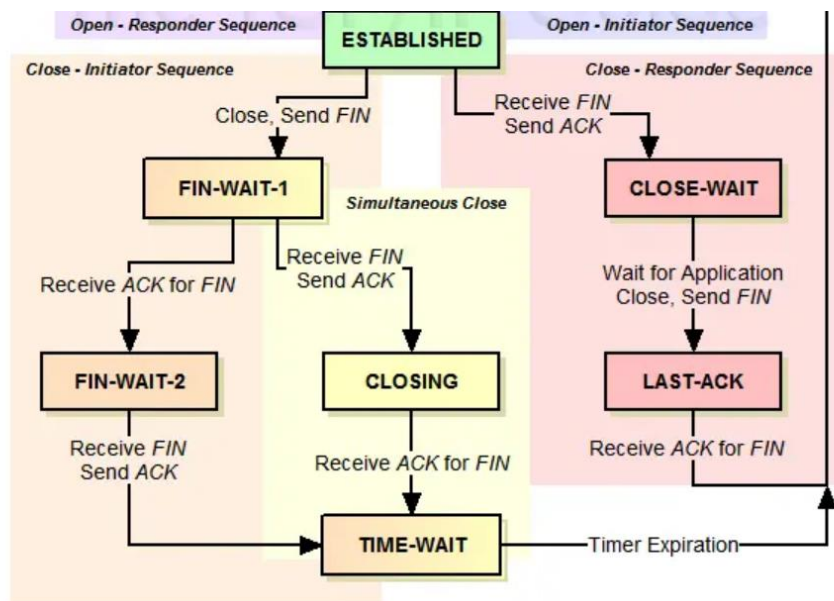 Open - Responder Sequence
ESTABLISHED
Open - Initiator Sequence
Close - Initiator Sequence
Close - Responder Sequence
Close, Send FIN
Receive FIN
Send ACK
FIN-WAIT-1
CLOSE-WAIT
Simultaneous Close
Receive ACK for FIN
Receive FIN
Send ACK
Wait for Application
Close, Send FIN
FIN-WAIT-2
CLOSING
LAST-ACK
Receive FIN
Send ACK
Receive ACK for FIN
Receive ACK for FIN
TIME-WAIT
Timer Expiration